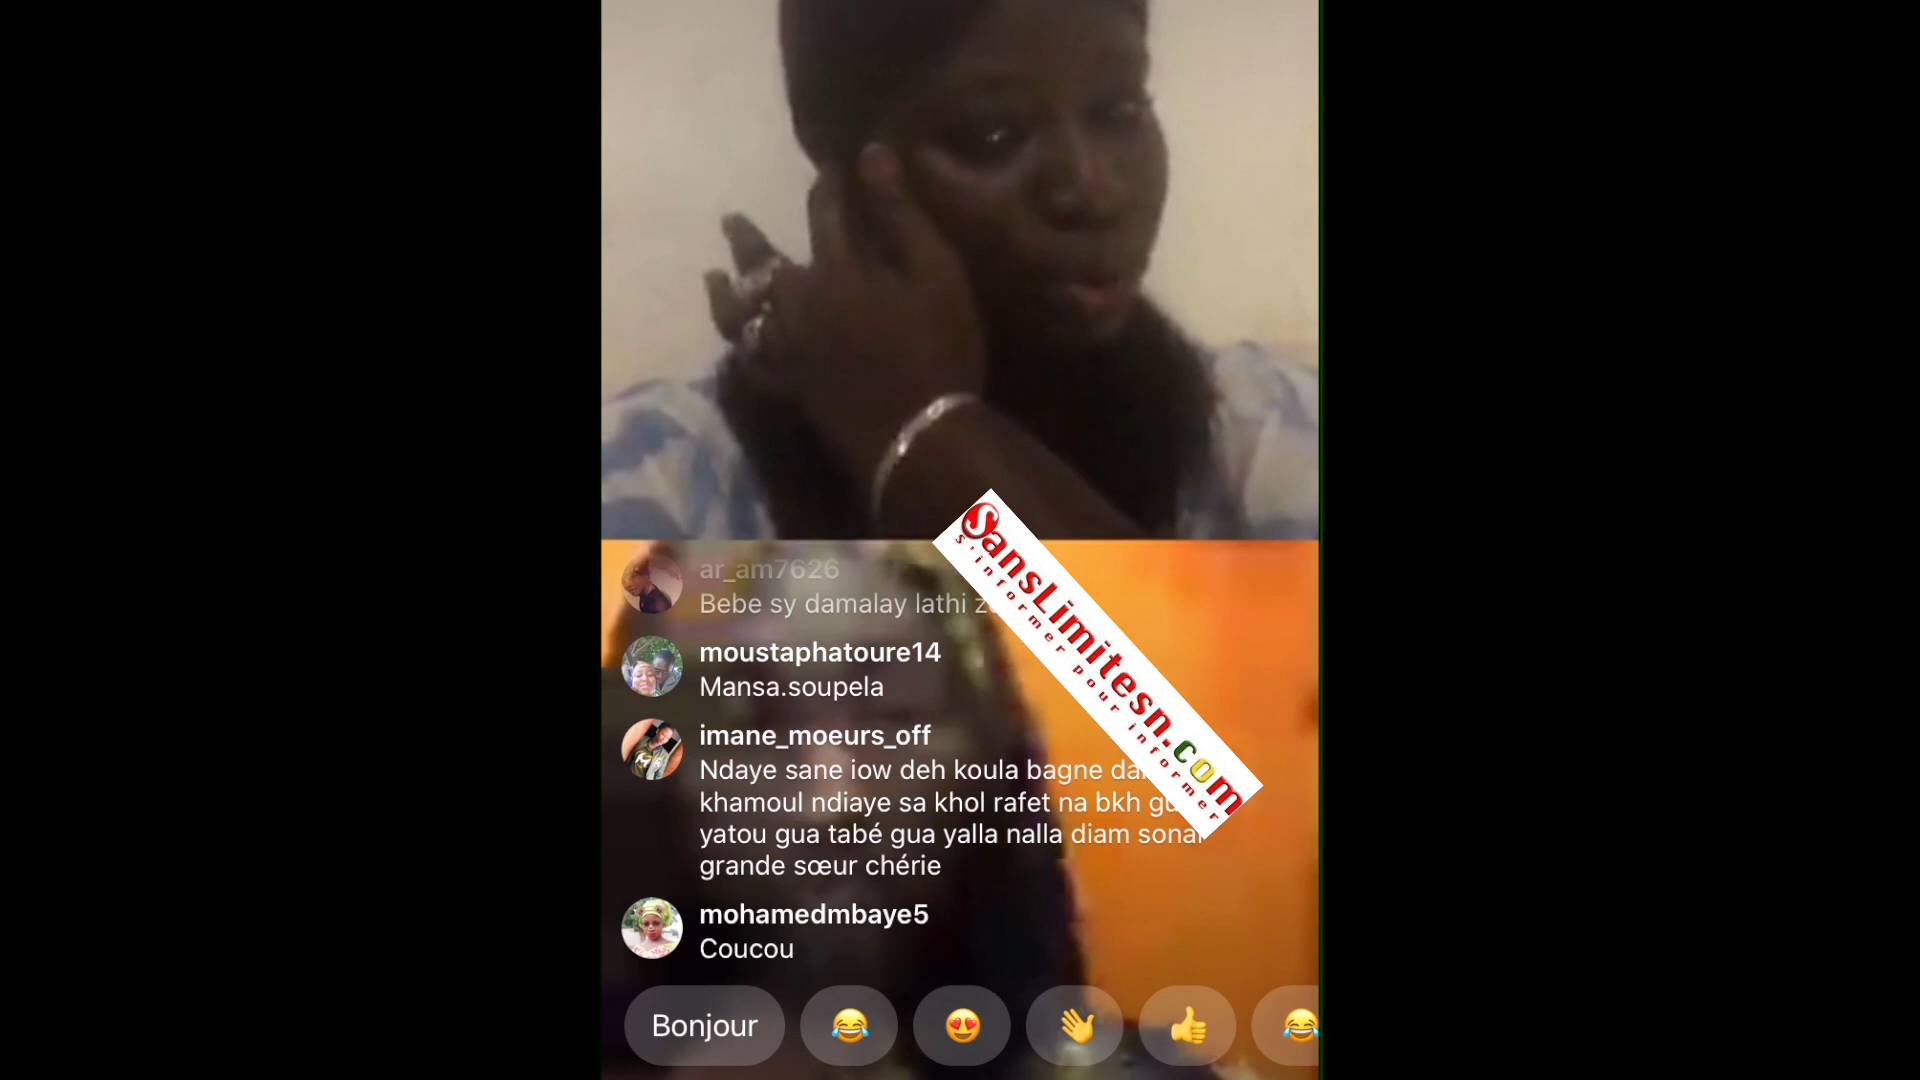 ar_am7626
Bebe sy damalay lathi
moustaphatoure14
Mansa.soupela
imane_moeurs_off
Ndaye sane iow deh koula bagne
khamoul ndiaye sa khol rafet na bkh
yatou gua tabé gua yalla nalla diam sonal
grande sœur chérie
mohamedmbaye5
Coucou
Bonjour
SansLimitesn.com
S'informer pour informer